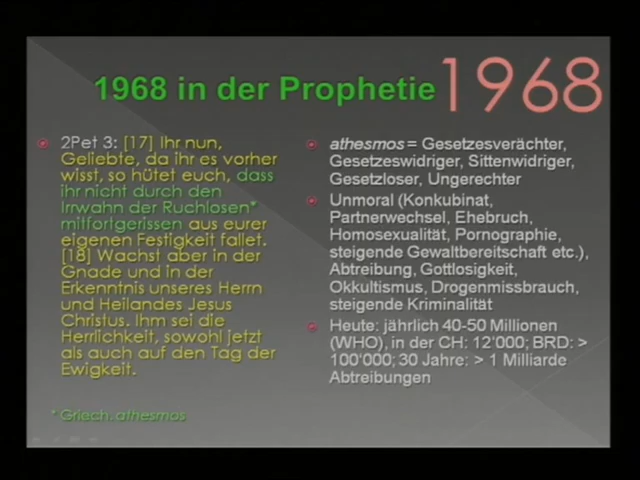 1968 in der Prophetie
1968
2Pet 3: [17] Ihr nun,
Geliebte, da ihr es vorher
wisst, so hütet euch, dass
ihr nicht durch den
Irrwahn der Ruchlosen*
mitfortgerissen aus eurer
eigenen Festigkeit fallet.
[18] Wachst aber in der
Gnade und in der
Erkenntnis unseres Herrn
und Heilandes Jesus
Christus. Ihm sei die
Herrlichkeit, sowohl jetzt
als auch auf den Tag der
Ewigkeit.
* Griech. athesmos
athesmos = Gesetzesverächter,
Gesetzeswidriger, Sittenwidriger,
Gesetzloser, Ungerechter
Unmoral (Konkubinat,
Partnerwechsel, Ehebruch,
Homosexualität, Pornographie,
steigende Gewaltbereitschaft etc.),
Abtreibung, Gottlosigkeit,
Okkultismus, Drogenmissbrauch,
steigende Kriminalität
Heute: jährlich 40-50 Millionen
(WHO), in der CH: 12'000; BRD: >
100'000; 30 Jahre: > 1 Milliarde
Abtreibungen